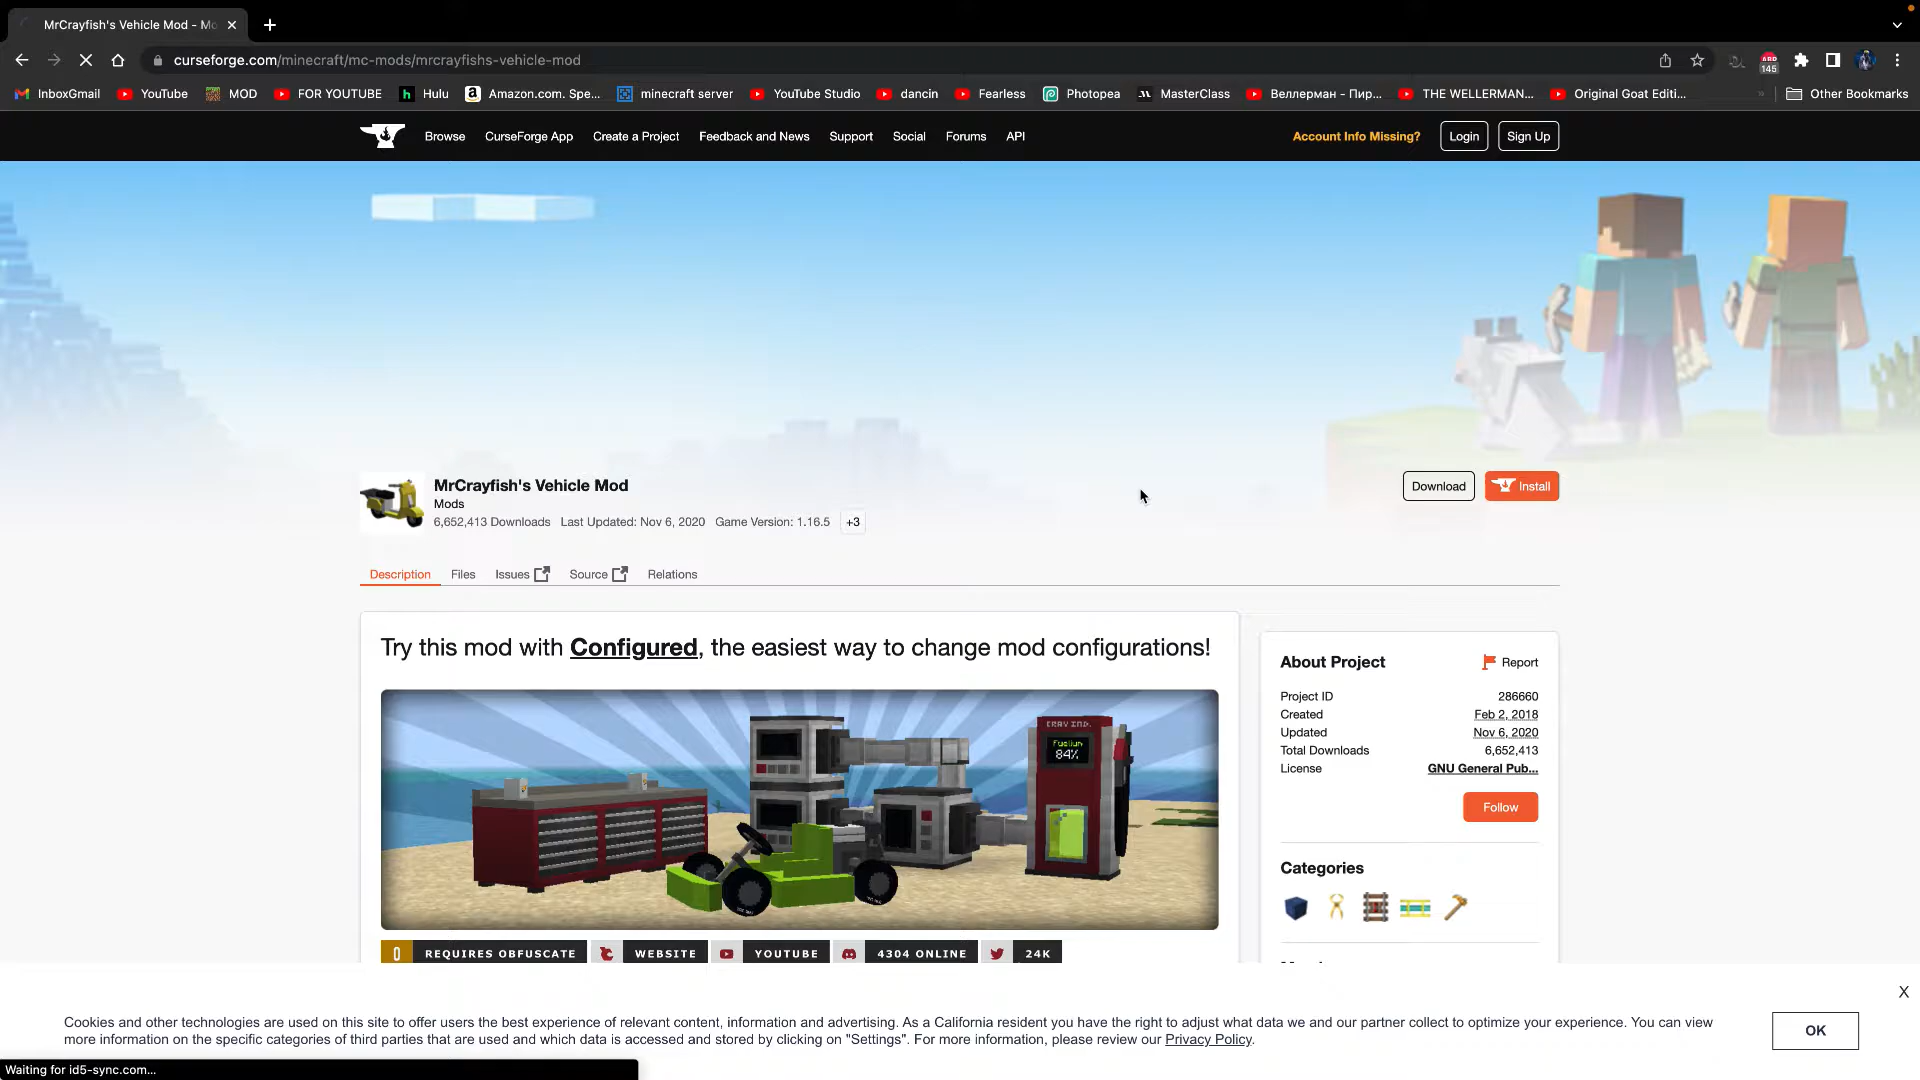 MrCrayfish's Vehicle Mod - Mo
curseforge.com/minecraft/mc-mods/mrcrayfishs-vehicle-mod
145
InboxGmail YouTube MOD FOR YOUTUBE Hulu Amazon.com. Spe... minecraft server YouTube Studio dancin Fearless Photopea MasterClass Веллерман - Пир... THE WELLERMAN... Original Goat Editi... » Other Bookmarks
Browse CurseForge App Create a Project Feedback and News Support Social Forums API Account Info Missing? Login Sign Up
MrCrayfish's Vehicle Mod
Mods
6,652,413 Downloads Last Updated: Nov 6, 2020 Game Version: 1.16.5 +3
Download Install
Description Files Issues Source Relations
Try this mod with Configured, the easiest way to change mod configurations!
CRAY IND.
Fuelium
84%
REQUIRES OBFUSCATE WEBSITE YOUTUBE 4304 ONLINE 24K
About Project Report
Project ID 286660
Created Feb 2, 2018
Updated Nov 6, 2020
Total Downloads 6,652,413
License GNU General Pub...
Follow
Categories
Cookies and other technologies are used on this site to offer users the best experience of relevant content, information and advertising. As a California resident you have the right to adjust what data we and our partner collect to optimize your experience. You can view
more information on the specific categories of third parties that are used and which data is accessed and stored by clicking on "Settings". For more information, please review our Privacy Policy.
X
OK
Waiting for id5-sync.com...